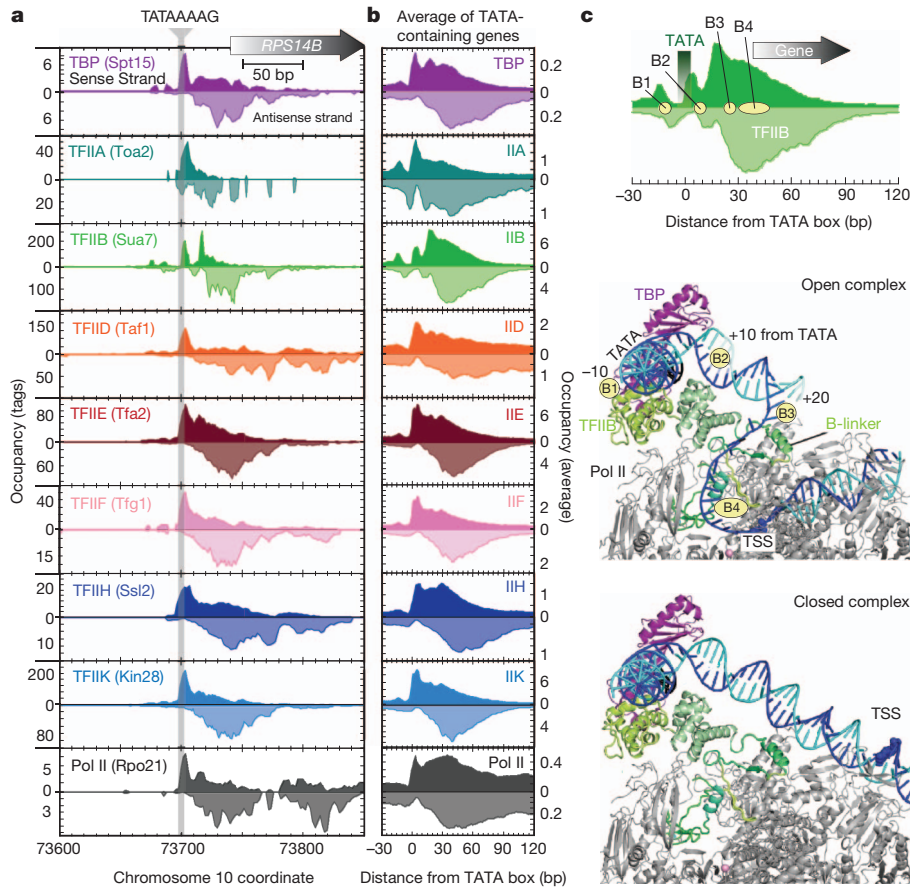 a
TATAAAAG
RPS14B
50 bp
TBP (Spt15)
Sense Strand
Antisense strand
6
0
6
TFIIA (Toa2)
40
0
20
TFIIB (Sua7)
200
0
100
TFIID (Taf1)
150
0
50
TFIIE (Tfa2)
80
0
60
TFIIF (Tfg1)
40
0
15
TFIIH (Ssl2)
20
0
10
TFIIK (Kin28)
200
0
80
Pol II (Rpo21)
5
0
3
Occupancy (tags)
73600 73700 73800
Chromosome 10 coordinate
b
Average of TATA-
containing genes
TBP
0.2
0
0.2
IIA
1
0
1
IIB
6
0
6
IID
2
0
1
IIE
6
0
4
IIF
2
0
2
IIH
1
0
1
IIK
4
0
4
Pol II
0.4
0
0.2
Occupancy (average)
−30 0 30 60 90 120
Distance from TATA box (bp)
c
B3
B4
TATA
B2
B1
Gene
TFIIB
−30 0 30 60 90 120
Distance from TATA box (bp)
TBP
Open complex
TATA
+10 from TATA
B2
−10
B1
+20
B3
TFIIB
B-linker
Pol II
B4
TSS
Closed complex
TSS